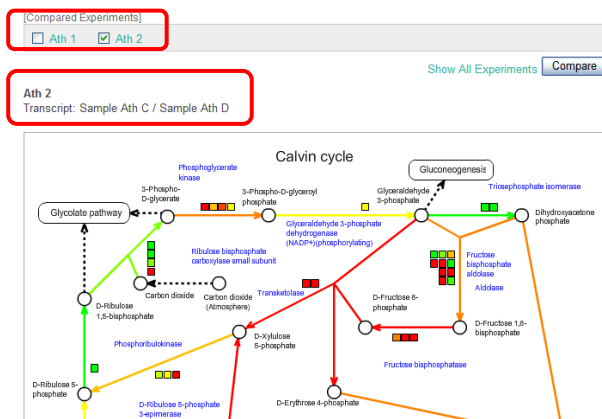 [Compared Experiments]
Ath 1 Ath 2
Show All Experiments Compare
Ath 2
Transcript: Sample Ath C / Sample Ath D
Calvin cycle
Phosphoglycerate
kinase
Gluconeogenesis
3-Phospho-
D-glycerate
3-Phospho-D-glyceroyl
phosphate
Glyceraldehyde
3-phosphate
Triosephosphate isomerase
Glycolate pathway
Dihydroxyacetone
phosphate
Glyceraldehyde 3-phosphate
dehydrogenase
(NADP+)(phosphorylating)
Ribulose bisphosphate
carboxylase small subunit
Fructose
bisphosphate
aldolase
Aldolase
Carbon dioxide
Carbon dioxide
(Atmosphere)
Transketolase
D-Ribulose
1,5-bisphosphate
D-Fructose 6-
phosphate
D-Fructose 1,6-
bisphosphate
Phosphoribulokinase
D-Xylulose
5-phosphate
Fructose bisphosphatase
D-Ribulose 5-
phosphate
D-Ribulose 5-phosphate
3-epimerase
D-Erythrose 4-phosphate